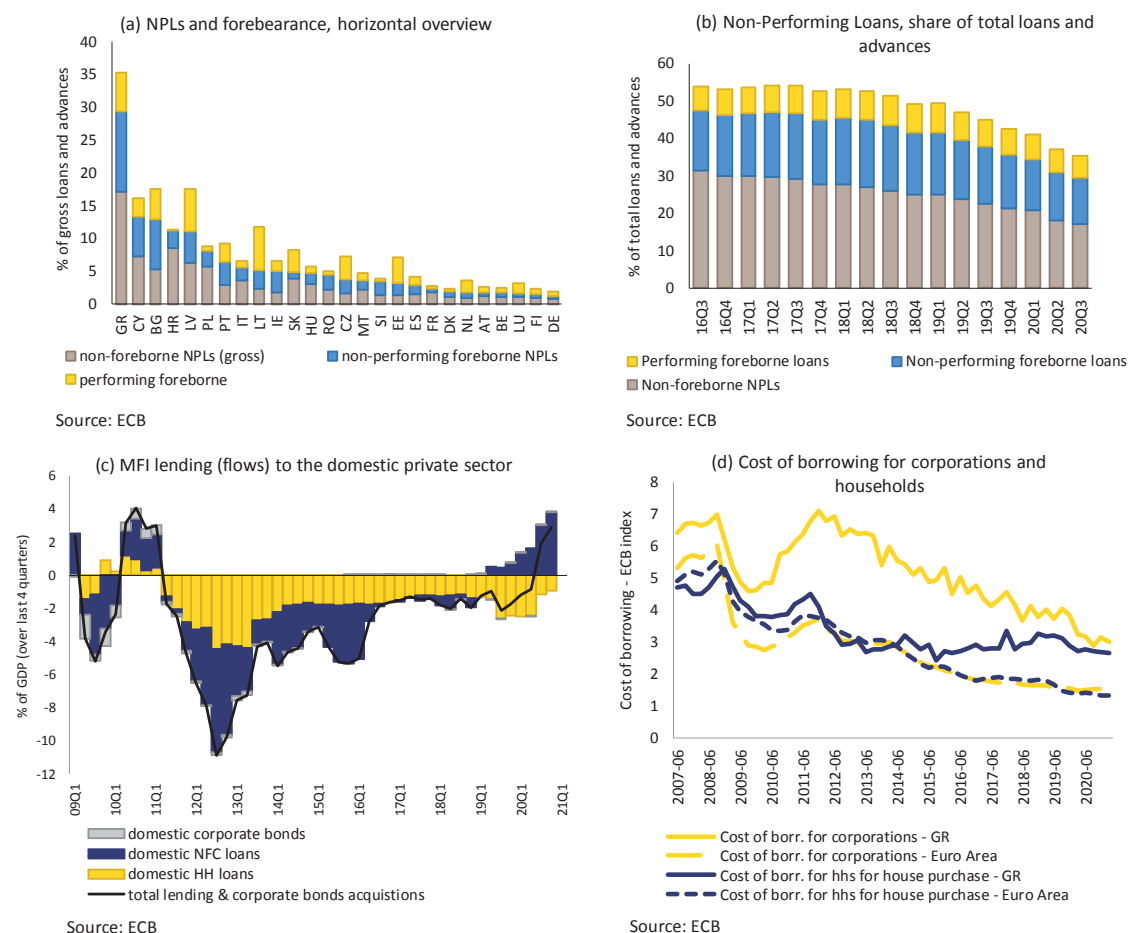 (a) NPLs and forebearance, horizontal overview
% of gross loans and advances
40
35
30
25
20
15
10
5
0
GR
CY
BG
HR
LV
PL
PT
IT
LT
IE
SK
HU
RO
CZ
MT
SI
EE
ES
FR
DK
NL
AT
BE
LU
FI
DE
non-foreborne NPLs (gross)
non-performing foreborne NPLs
performing foreborne
Source: ECB
(b) Non-Performing Loans, share of total loans and
advances
% of total loans and advances
60
50
40
30
20
10
0
16Q3
16Q4
17Q1
17Q2
17Q3
17Q4
18Q1
18Q2
18Q3
18Q4
19Q1
19Q2
19Q3
19Q4
20Q1
20Q2
20Q3
Performing foreborne loans
Non-performing foreborne loans
Non-foreborne NPLs
Source: ECB
(c) MFI lending (flows) to the domestic private sector
% of GDP (over last 4 quarters)
6
4
2
0
-2
-4
-6
-8
-10
-12
09Q1
10Q1
11Q1
12Q1
13Q1
14Q1
15Q1
16Q1
17Q1
18Q1
19Q1
20Q1
21Q1
domestic corporate bonds
domestic NFC loans
domestic HH loans
total lending & corporate bonds acquistions
Source: ECB
(d) Cost of borrowing for corporations and
households
Cost of borrowing - ECB index
8
7
6
5
4
3
2
1
0
2007-06
2008-06
2009-06
2010-06
2011-06
2012-06
2013-06
2014-06
2015-06
2016-06
2017-06
2018-06
2019-06
2020-06
Cost of borr. for corporations - GR
Cost of borr. for corporations - Euro Area
Cost of borr. for hhs for house purchase - GR
Cost of borr. for hhs for house purchase - Euro Area
Source: ECB